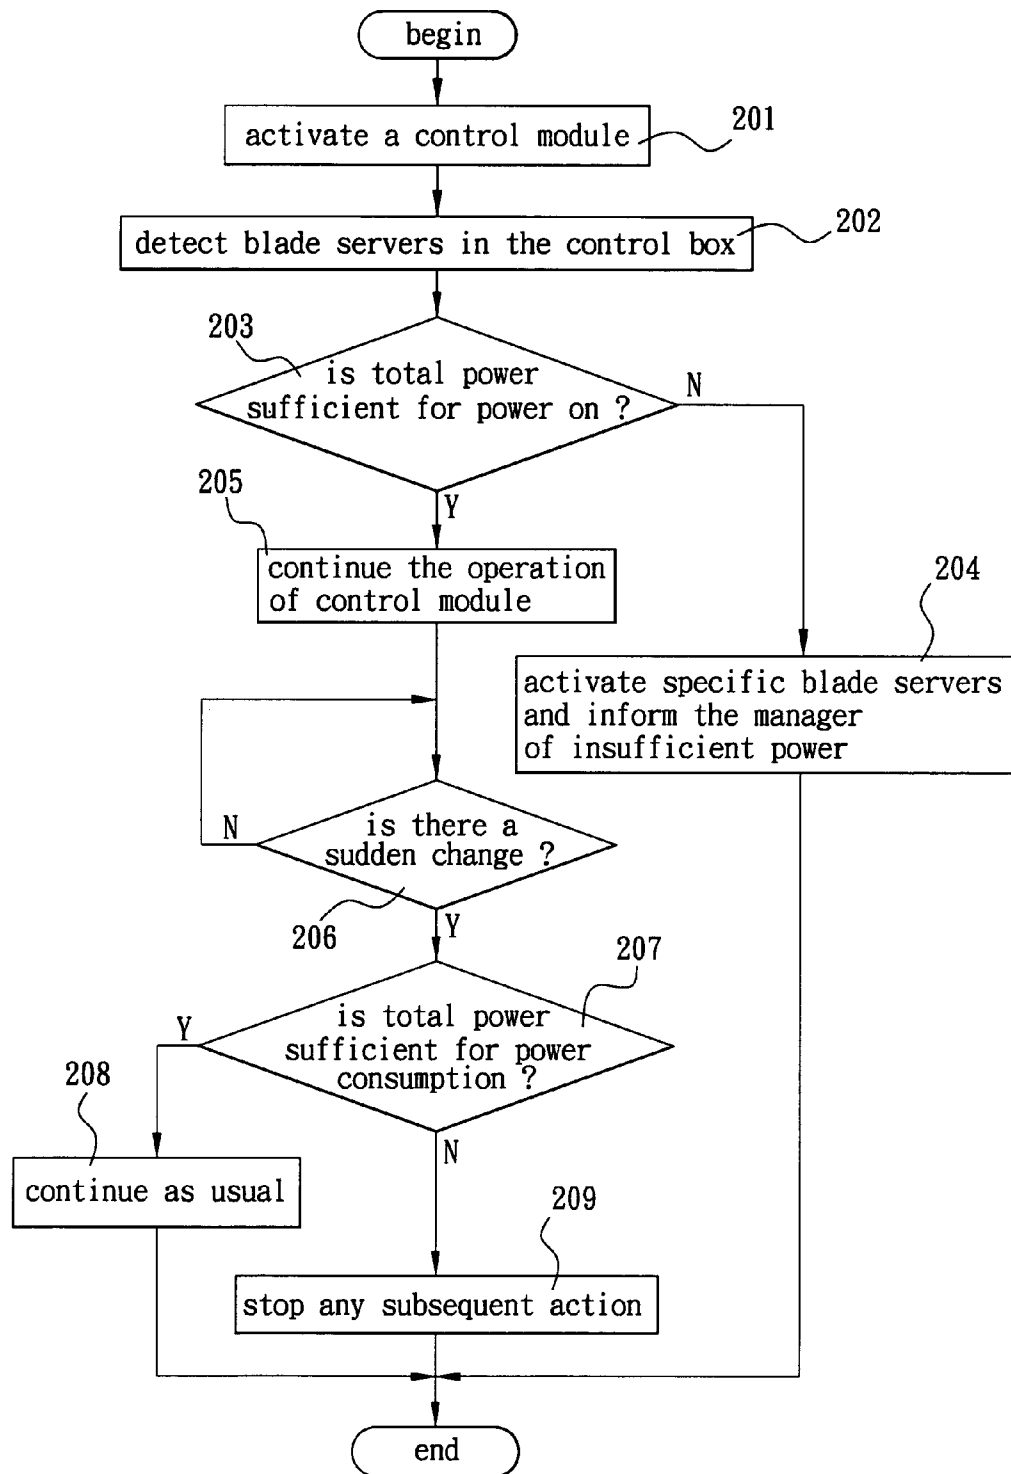 begin
activate a control module
201
detect blade servers in the control box
202
203
is total power
sufficient for power on ?
N
Y
205
continue the operation
of control module
204
activate specific blade servers
and inform the manager
of insufficient power
is there a
sudden change ?
N
206
Y
207
is total power
sufficient for power
consumption ?
Y
N
208
continue as usual
209
stop any subsequent action
end